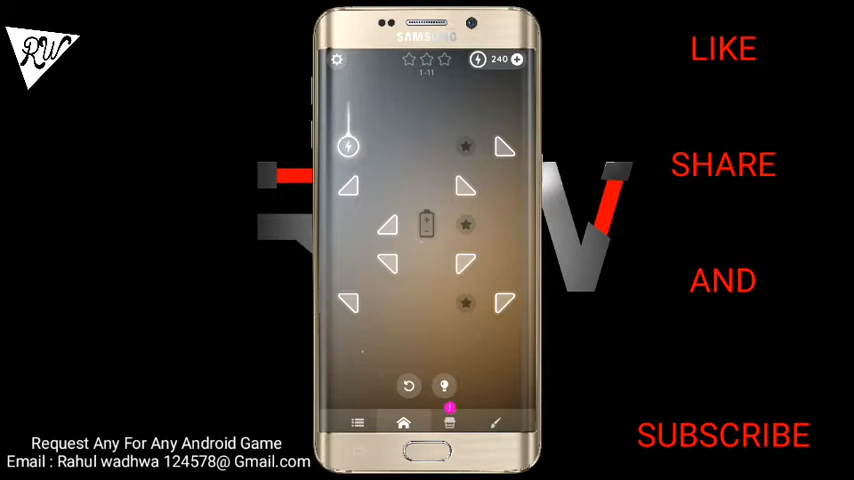 RW
SAMSUNG
240
1-11
LIKE
SHARE
AND
SUBSCRIBE
Request Any For Any Android Game
Email : Rahul wadhwa 124578@ Gmail.com